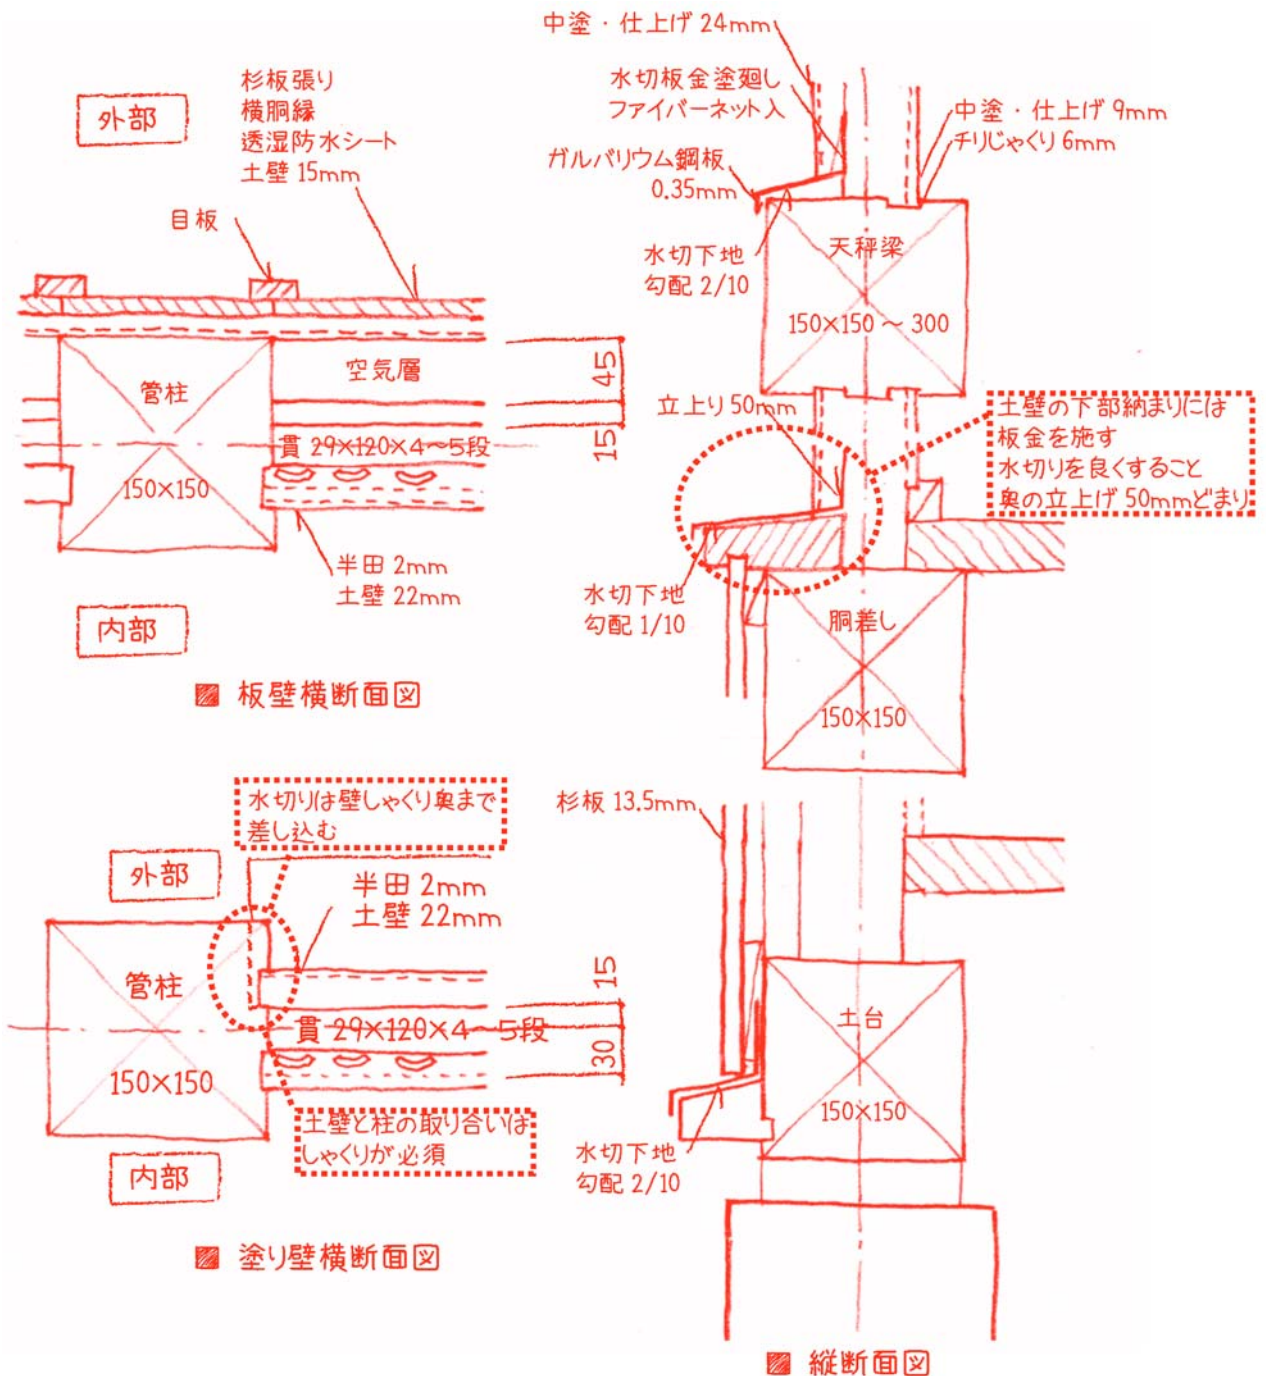 外部
杉板張り
横胴縁
透湿防水シート
土壁 15mm
目板
管柱
150×150
空気層
貫 29×120×4～5段
45
15
半田 2mm
土壁 22mm
内部
板壁横断面図
水切りは壁しゃくり奥まで
差し込む
外部
半田 2mm
土壁 22mm
管柱
150×150
貫 29×120×4～5段
15
30
土壁と柱の取り合いは
しゃくりが必須
内部
塗り壁横断面図
中塗・仕上げ 24mm
水切板金塗廻し
ファイバーネット入
ガルバリウム鋼板
0.35mm
中塗・仕上げ 9mm
チリじゃくり 6mm
水切下地
勾配 2/10
天秤梁
150×150～300
立上り 50mm
土壁の下部納まりには
板金を施す
水切りを良くすること
奥の立上げ 50mmどまり
水切下地
勾配 1/10
胴差し
150×150
杉板 13.5mm
土台
150×150
水切下地
勾配 2/10
縦断面図